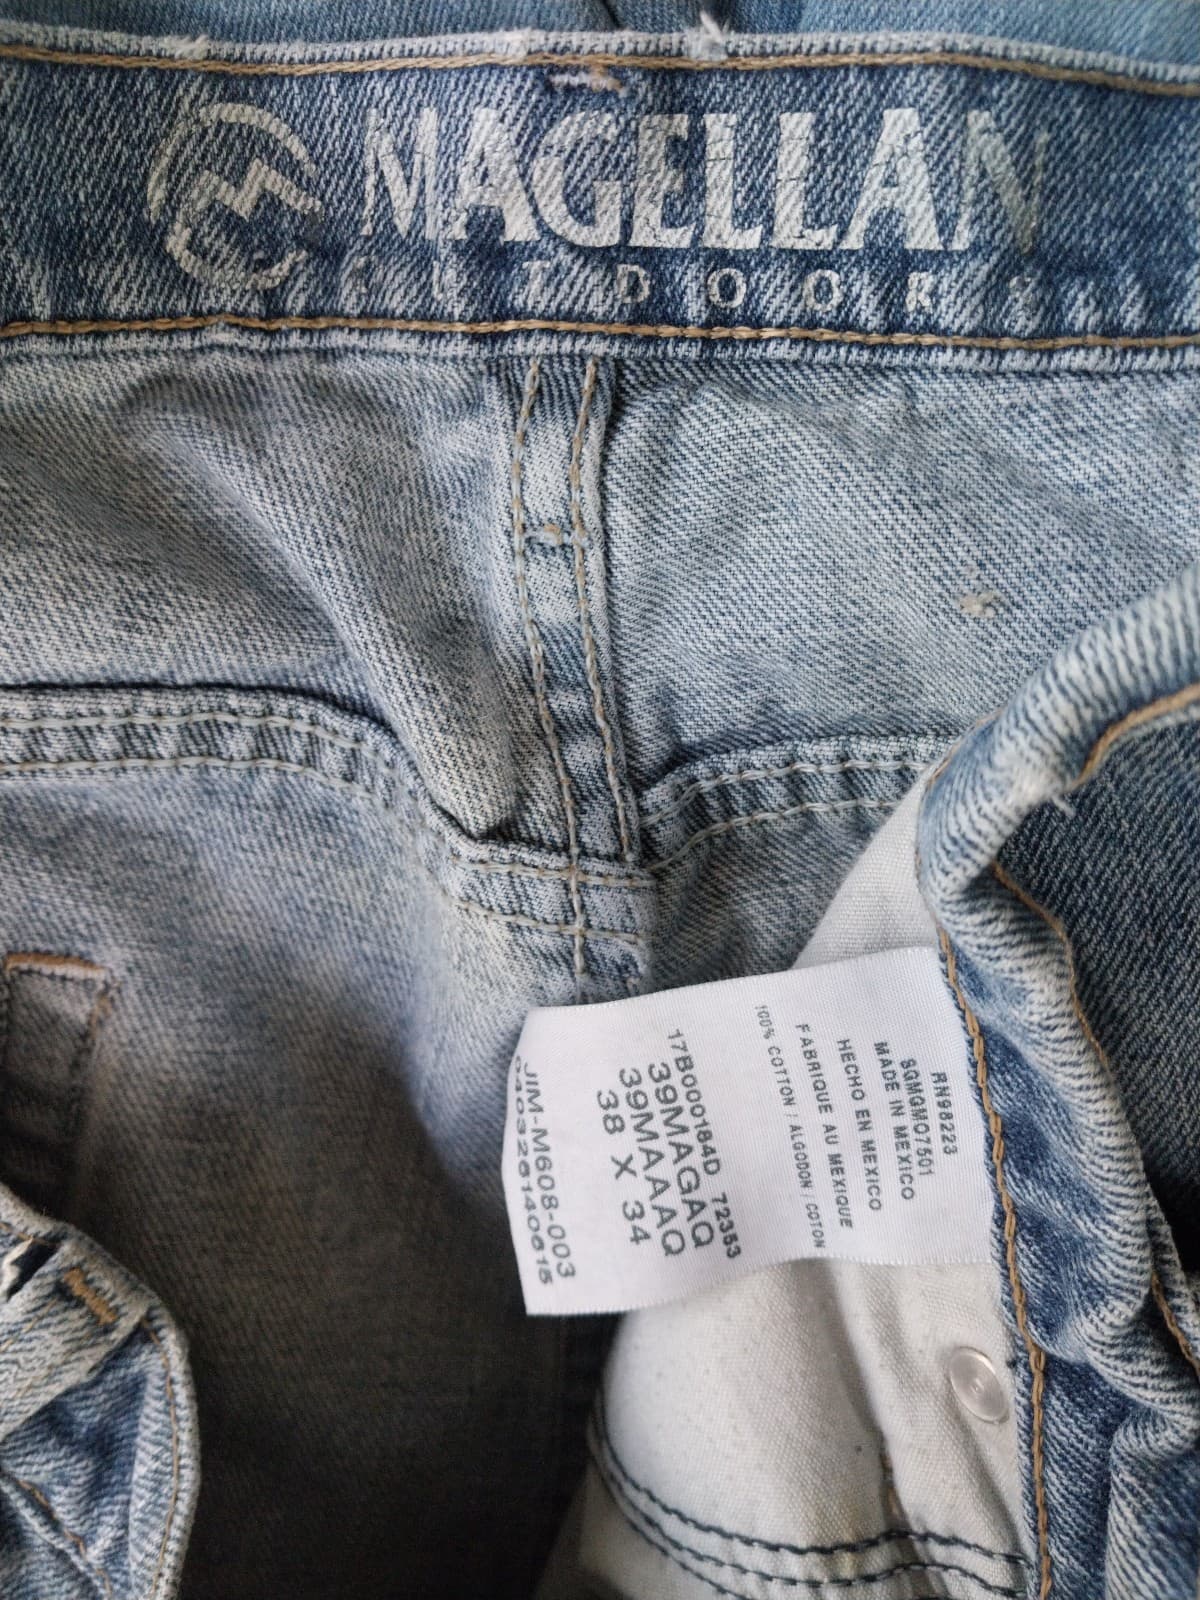 MAGELLAN
OUTDOORS
RN98223
SGMGMO7501
MADE IN MEXICO
HECHO EN MEXICO
FABRIQUE AU MEXIQUE
100% COTTON / ALGODON / COTON
17B000184D 72353
39MAGAQ
39MAAAQ
38 X 34
JIM-M608-003